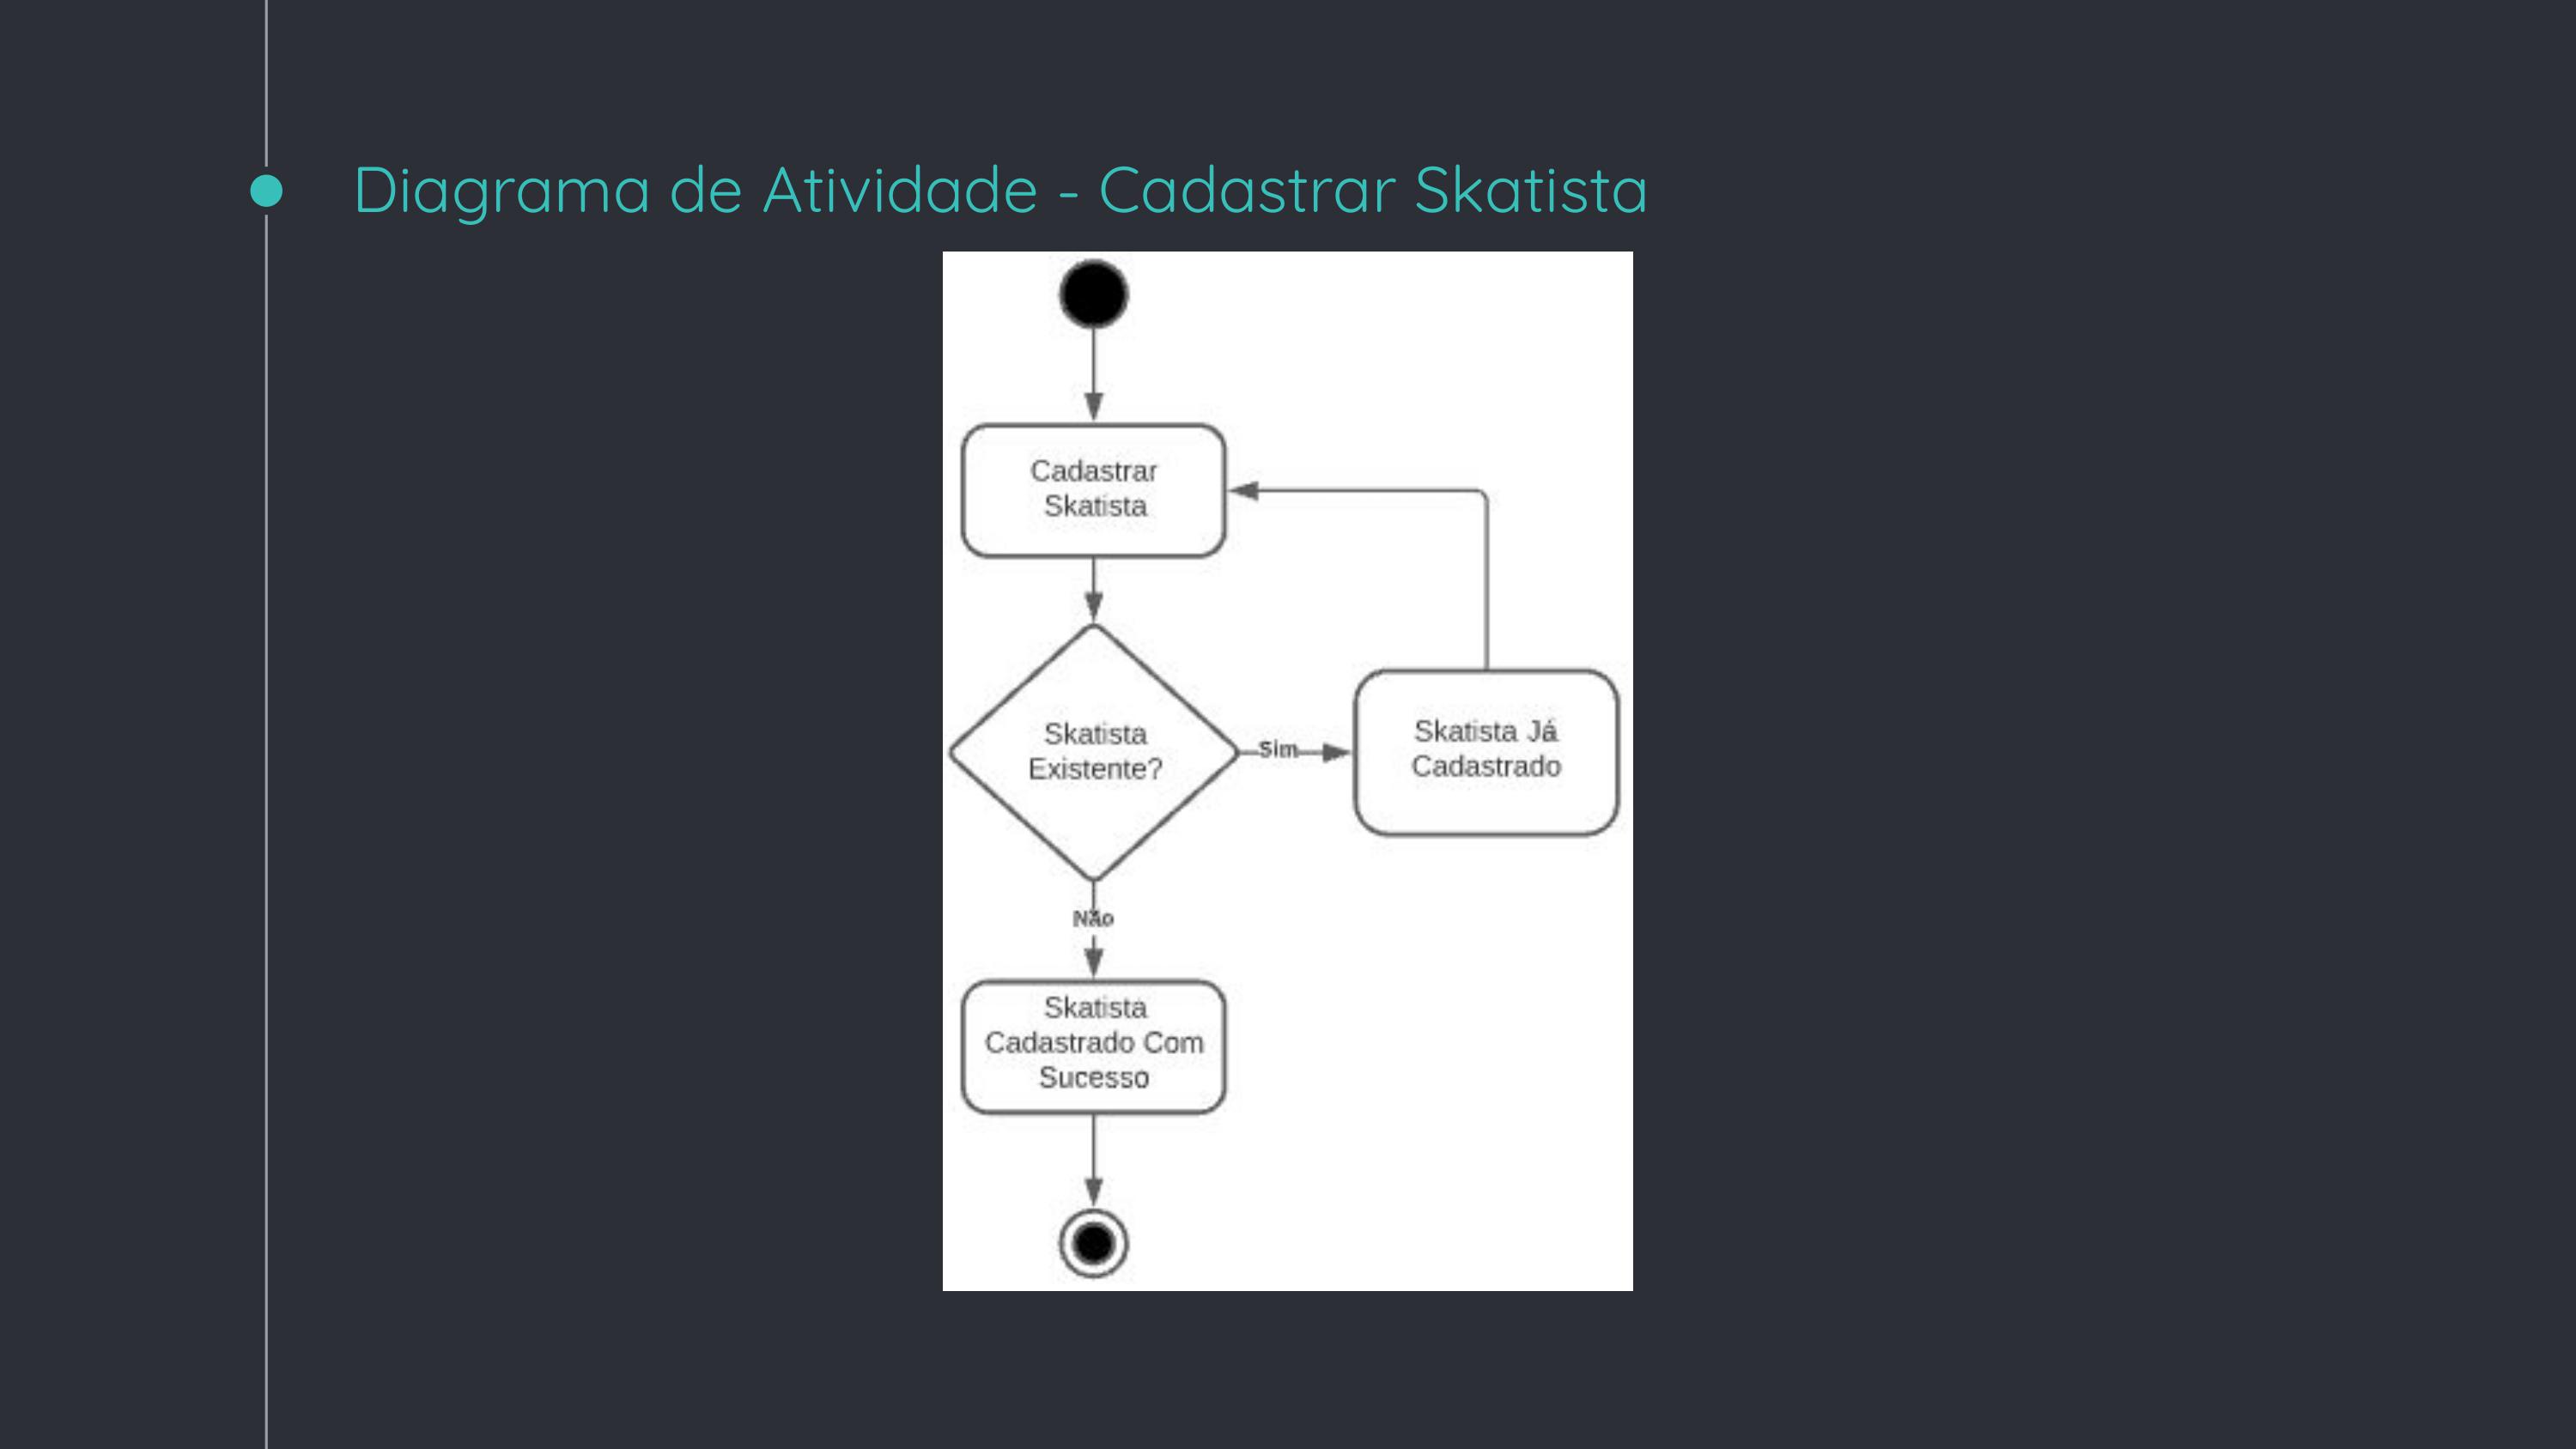 Diagrama de Atividade - Cadastrar Skatista
Cadastrar
Skatista
Skatista
Existente?
Sim
Skatista Já
Cadastrado
Não
Skatista
Cadastrado Com
Sucesso